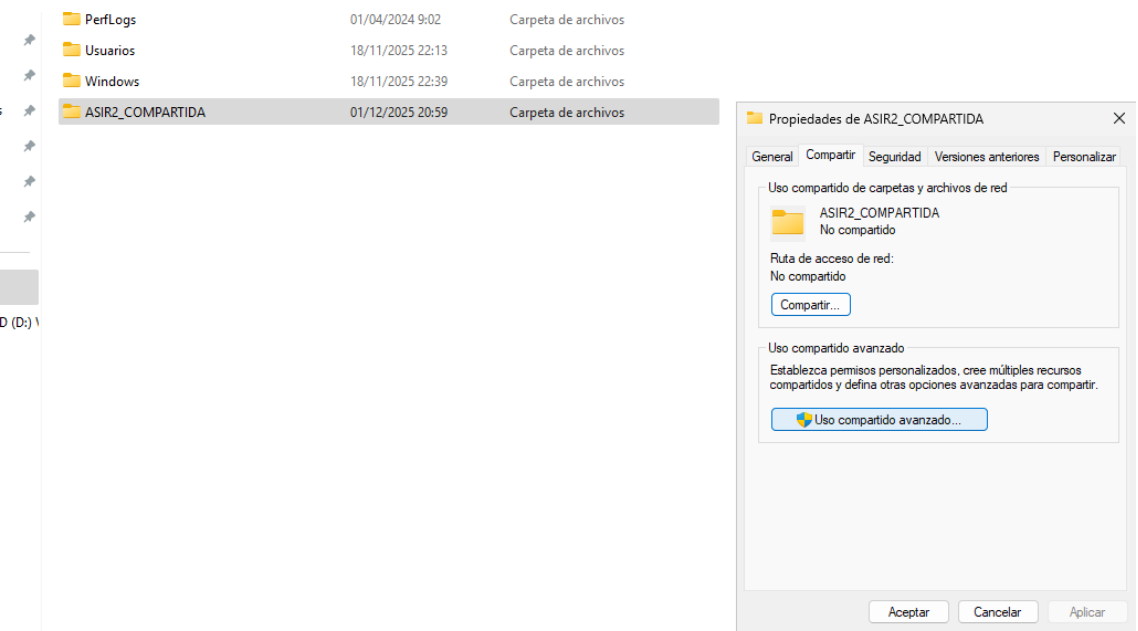 PerfLogs 01/04/2024 9:02 Carpeta de archivos
Usuarios 18/11/2025 22:13 Carpeta de archivos
Windows 18/11/2025 22:39 Carpeta de archivos
ASIR2_COMPARTIDA 01/12/2025 20:59 Carpeta de archivos
D (D:) V
Propiedades de ASIR2_COMPARTIDA
General Compartir Seguridad Versiones anteriores Personalizar
Uso compartido de carpetas y archivos de red
ASIR2_COMPARTIDA
No compartido
Ruta de acceso de red:
No compartido
Compartir...
Uso compartido avanzado
Establezca permisos personalizados, cree múltiples recursos
compartidos y defina otras opciones avanzadas para compartir.
Uso compartido avanzado...
Aceptar Cancelar Aplicar